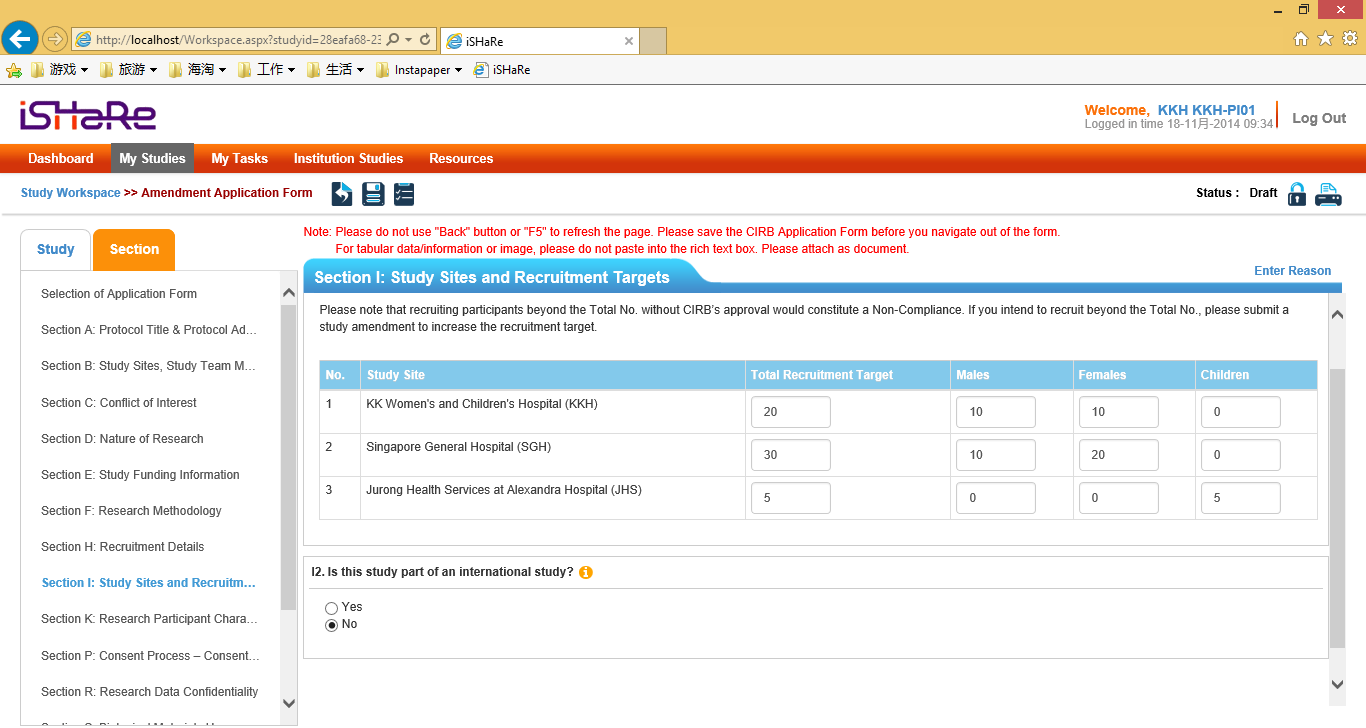 http://localhost/Workspace.aspx?studyid=28eafa68-23
iSHaRe
游戏
旅游
海淘
工作
生活
Instapaper
iSHaRe
iSHaRe
Welcome, KKH KKH-PI01
Logged in time 18-11月-2014 09:34
Log Out
Dashboard
My Studies
My Tasks
Institution Studies
Resources
Study Workspace >> Amendment Application Form
Status : Draft
Study
Section
Note: Please do not use "Back" button or "F5" to refresh the page. Please save the CIRB Application Form before you navigate out of the form.
For tabular data/information or image, please do not paste into the rich text box. Please attach as document.
Selection of Application Form
Section A: Protocol Title & Protocol Ad...
Section B: Study Sites, Study Team M...
Section C: Conflict of Interest
Section D: Nature of Research
Section E: Study Funding Information
Section F: Research Methodology
Section H: Recruitment Details
Section I: Study Sites and Recruitm...
Section K: Research Participant Chara...
Section P: Consent Process – Consent...
Section R: Research Data Confidentiality
Section I: Study Sites and Recruitment Targets
Enter Reason
Please note that recruiting participants beyond the Total No. without CIRB's approval would constitute a Non-Compliance. If you intend to recruit beyond the Total No., please submit a
study amendment to increase the recruitment target.
No. Study Site Total Recruitment Target Males Females Children
1 KK Women's and Children's Hospital (KKH) 20 10 10 0
2 Singapore General Hospital (SGH) 30 10 20 0
3 Jurong Health Services at Alexandra Hospital (JHS) 5 0 0 5
I2. Is this study part of an international study?
Yes
No